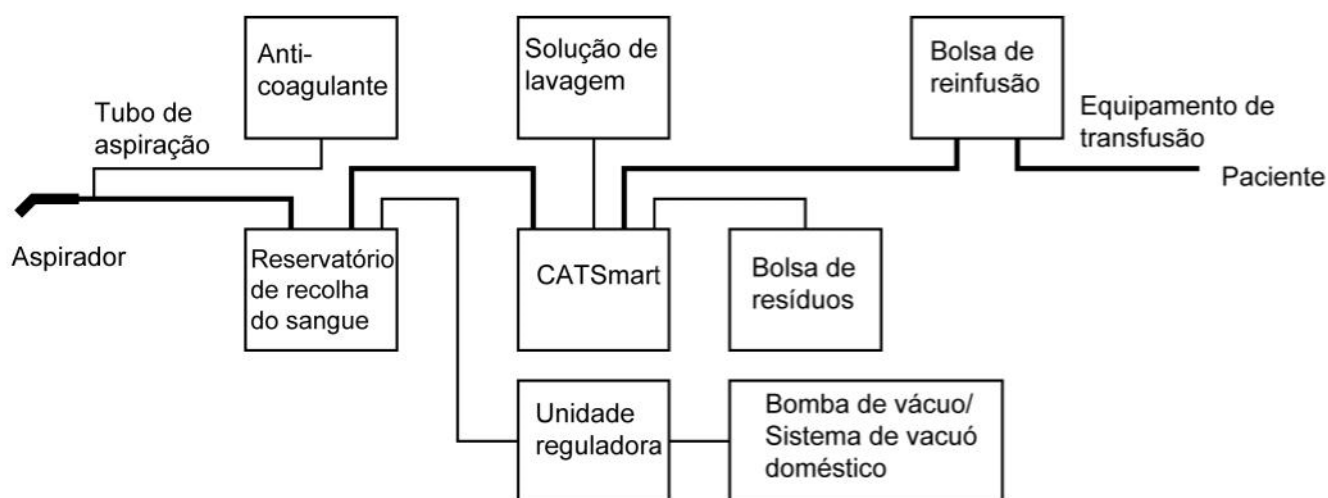 Anti-
coagulante
Solução de
lavagem
Bolsa de
reinfusão
Tubo de
aspiração
Equipamento de
transfusão
Paciente
Aspirador
Reservatório
de recolha
do sangue
CATSmart
Bolsa de
resíduos
Unidade
reguladora
Bomba de vácuo/
Sistema de vacuó
doméstico